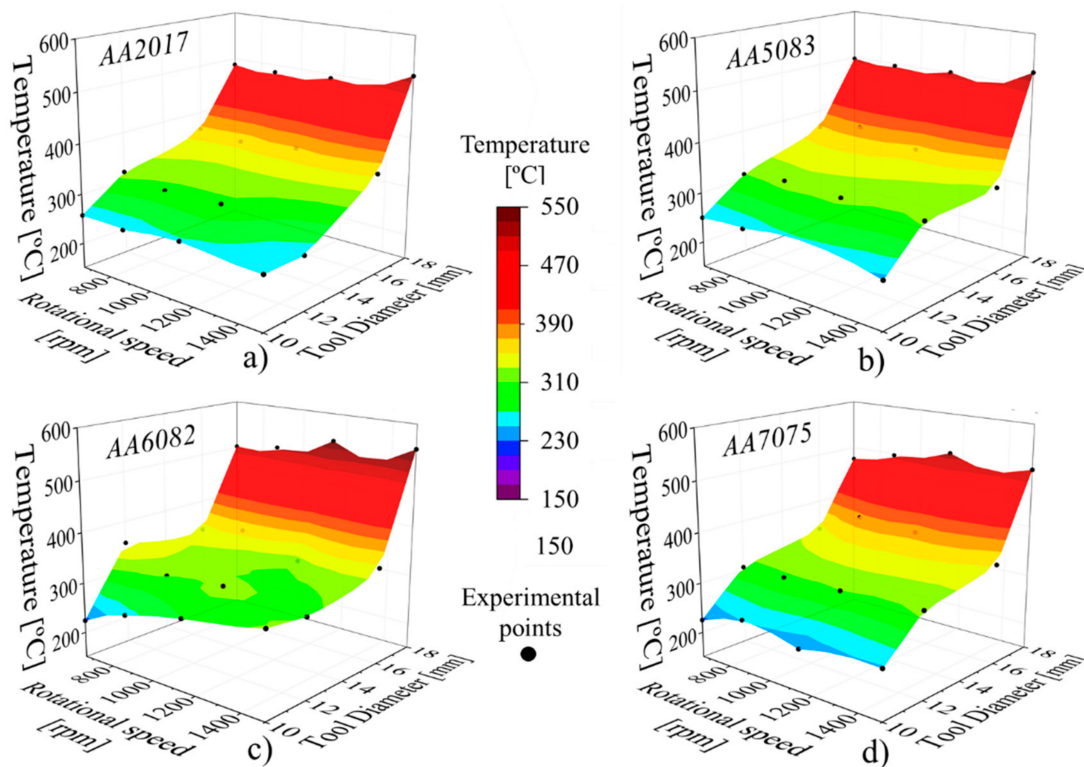 AA2017
Temperature [ºC]
600
500
400
300
200
800
1000
1200
1400
Rotational speed
[rpm]
10
12
14
16
18
Tool Diameter [mm]
a)
AA5083
Temperature [ºC]
600
500
400
300
200
800
1000
1200
1400
Rotational speed
[rpm]
10
12
14
16
18
Tool Diameter [mm]
b)
Temperature
[ºC]
550
470
390
310
230
150
150
Experimental
points
AA6082
Temperature [ºC]
600
500
400
300
200
800
1000
1200
1400
Rotational speed
[rpm]
10
12
14
16
18
Tool Diameter [mm]
c)
AA7075
Temperature [ºC]
600
500
400
300
200
800
1000
1200
1400
Rotational speed
[rpm]
10
12
14
16
18
Tool Diameter [mm]
d)